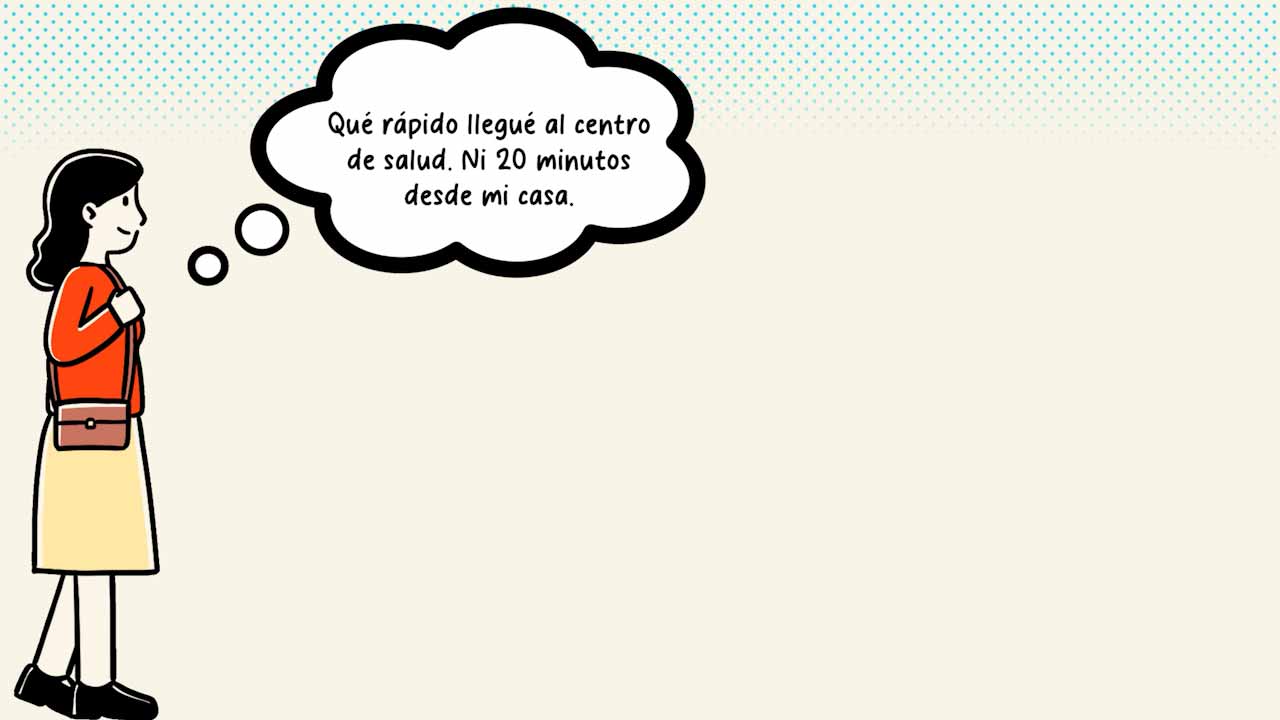 Qué rápido llegué al centro
de salud. Ni 20 minutos
desde mi casa.